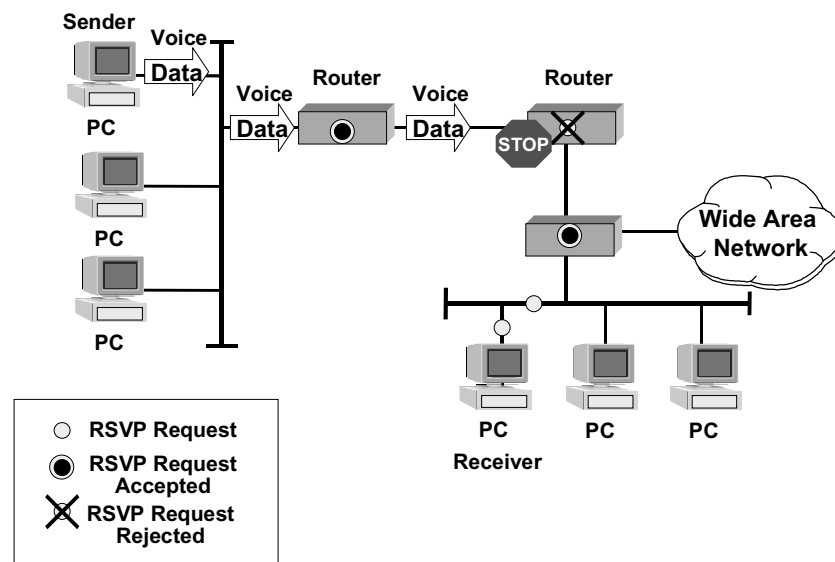 Sender
Voice
Data
PC
Voice
Data
Router
Voice
Data
Router
STOP
PC
PC
Wide Area
Network
PC
Receiver
PC
PC
RSVP Request
RSVP Request
Accepted
RSVP Request
Rejected